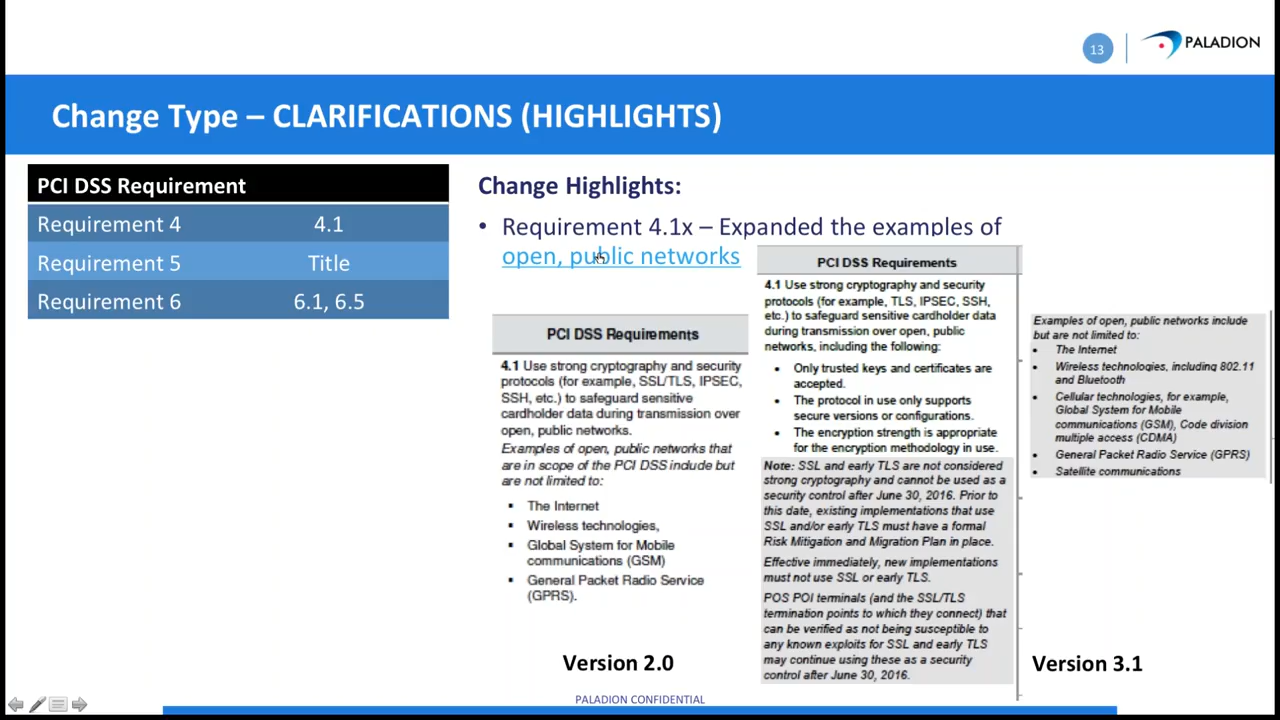 13
PALADION
Change Type – CLARIFICATIONS (HIGHLIGHTS)
PCI DSS Requirement
Requirement 4 4.1
Requirement 5 Title
Requirement 6 6.1, 6.5
Change Highlights:
• Requirement 4.1x – Expanded the examples of
open, public networks
PCI DSS Requirements
4.1 Use strong cryptography and security
protocols (for example, SSL/TLS, IPSEC,
SSH, etc.) to safeguard sensitive
cardholder data during transmission over
open, public networks.
Examples of open, public networks that
are in scope of the PCI DSS include but
are not limited to:
▪ The Internet
▪ Wireless technologies,
▪ Global System for Mobile
communications (GSM)
▪ General Packet Radio Service
(GPRS).
Version 2.0
PCI DSS Requirements
4.1 Use strong cryptography and security
protocols (for example, TLS, IPSEC, SSH,
etc.) to safeguard sensitive cardholder data
during transmission over open, public
networks, including the following:
• Only trusted keys and certificates are
accepted.
• The protocol in use only supports
secure versions or configurations.
• The encryption strength is appropriate
for the encryption methodology in use.
Note: SSL and early TLS are not considered
strong cryptography and cannot be used as a
security control after June 30, 2016. Prior to
this date, existing implementations that use
SSL and/or early TLS must have a formal
Risk Mitigation and Migration Plan in place.
Effective immediately, new implementations
must not use SSL or early TLS.
POS POI terminals (and the SSL/TLS
termination points to which they connect) that
can be verified as not being susceptible to
any known exploits for SSL and early TLS
may continue using these as a security
control after June 30, 2016.
Examples of open, public networks include
but are not limited to:
• The Internet
• Wireless technologies, including 802.11
and Bluetooth
• Cellular technologies, for example,
Global System for Mobile
communications (GSM), Code division
multiple access (CDMA)
• General Packet Radio Service (GPRS)
• Satellite communications
Version 3.1
PALADION CONFIDENTIAL